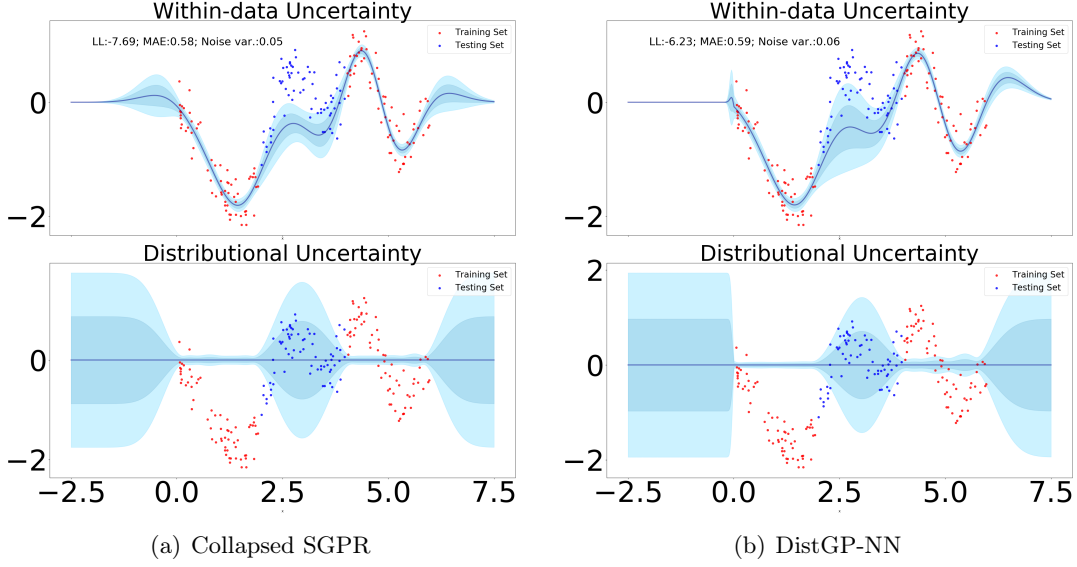 Within-data Uncertainty
LL:-7.69; MAE:0.58; Noise var.:0.05
Training Set
Testing Set
0
−2
Distributional Uncertainty
Training Set
Testing Set
0
−2
−2.5 0.0 2.5 5.0 7.5
(a) Collapsed SGPR
Within-data Uncertainty
LL:-6.23; MAE:0.59; Noise var.:0.06
Training Set
Testing Set
0
−2
Distributional Uncertainty
Training Set
Testing Set
2
0
−2
−2.5 0.0 2.5 5.0 7.5
(b) DistGP-NN